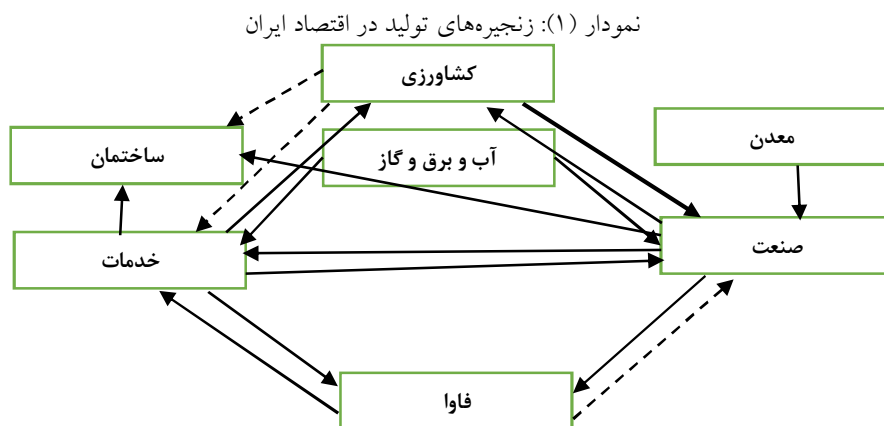 نمودار (۱): زنجیره‌های تولید در اقتصاد ایران
کشاورزی
معدن
ساختمان
آب و برق و گاز
صنعت
خدمات
فاوا